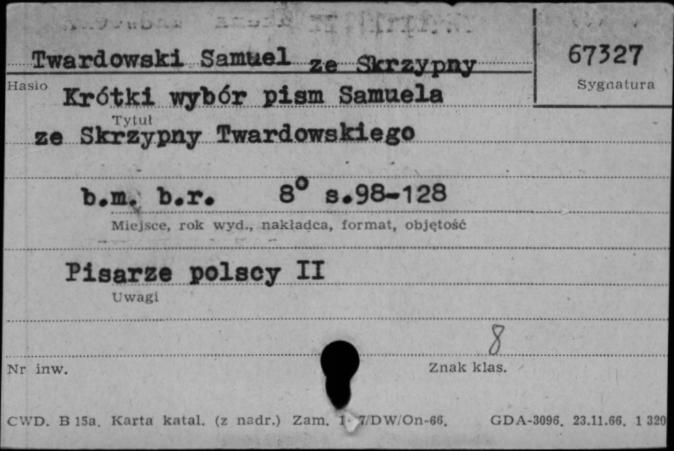 Twardowski Samuel ze Skrzypny
67327
Hasło
Sygnatura
Krótki wybór pism Samuela
Tytuł
ze Skrzypny Twardowskiego
b.m. b.r. 8° s.98-128
Miejsce, rok wyd., nakładca, format, objętość
Pisarze polscy II
Uwagi
8
Nr inw.
Znak klas.
CWD. B 15a. Karta katal. (z nadr.) Zam. 7/DW/On-66. GDA-3096. 23.11.66. 1 320